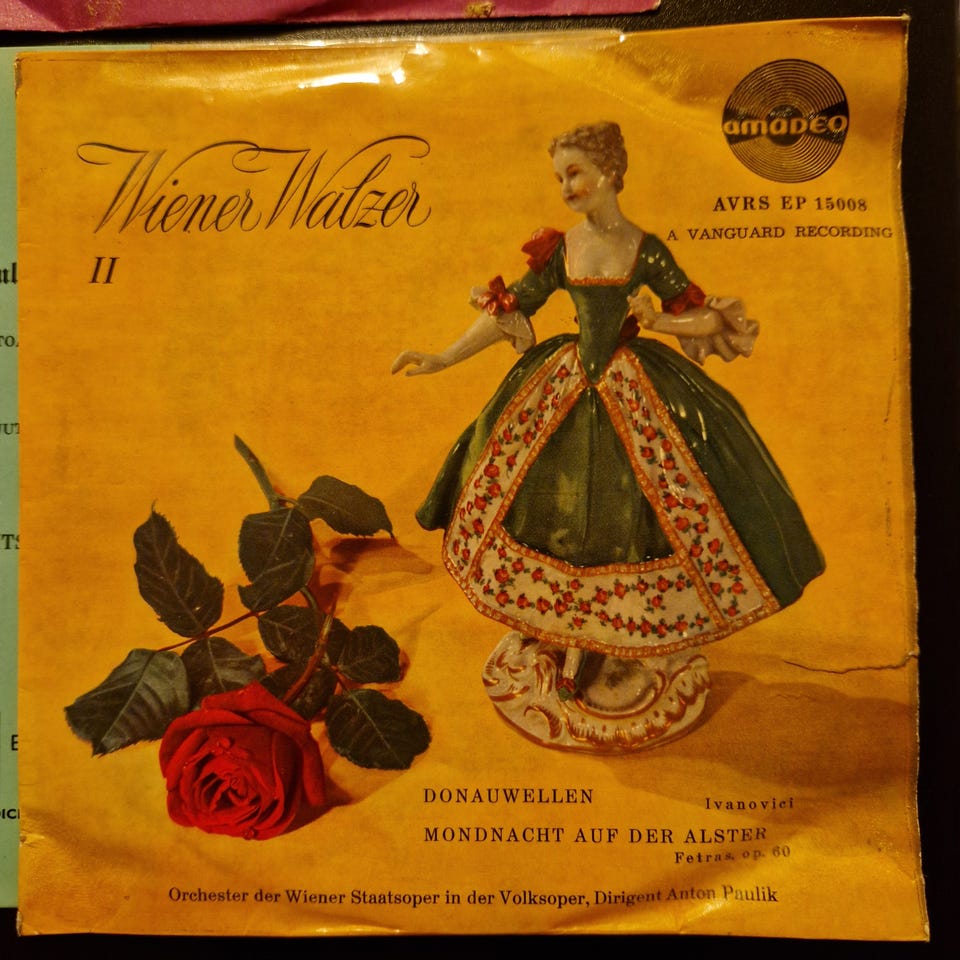 Wiener Walzer
II
amadeo
AVRS EP 15008
A VANGUARD RECORDING
DONAUWELLEN
Ivanovici
MONDNACHT AUF DER ALSTER
Fetras, op. 60
Orchester der Wiener Staatsoper in der Volksoper, Dirigent Anton Paulik